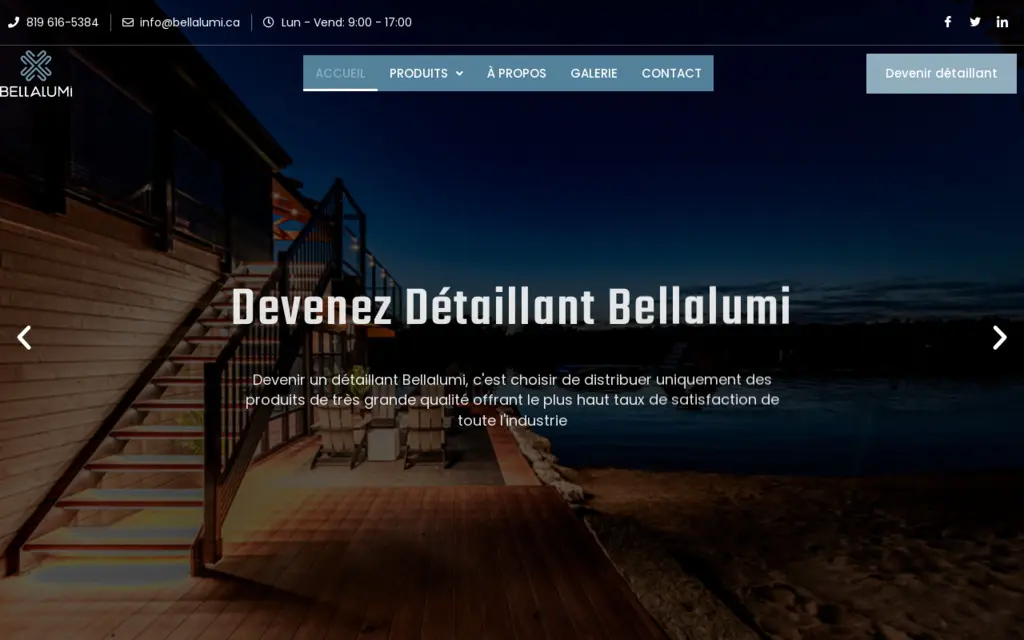 819 616-5384
info@bellalumi.ca
Lun - Vend: 9:00 - 17:00
BELLALUMI
ACCUEIL
PRODUITS
À PROPOS
GALERIE
CONTACT
Devenir détaillant
Devenez Détaillant Bellalumi
Devenir un détaillant Bellalumi, c'est choisir de distribuer uniquement des
produits de très grande qualité offrant le plus haut taux de satisfaction de
toute l'industrie